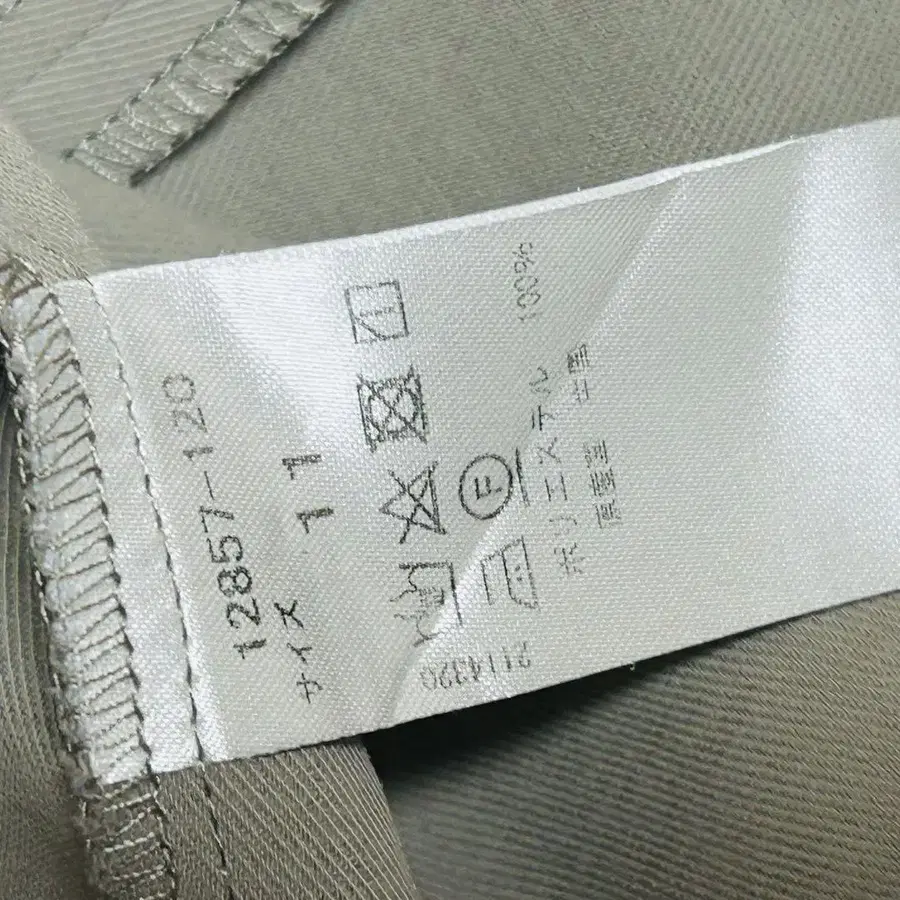 12857-120
サイズ 11
F
2114320
ポリエステル 100%
原産国 中国